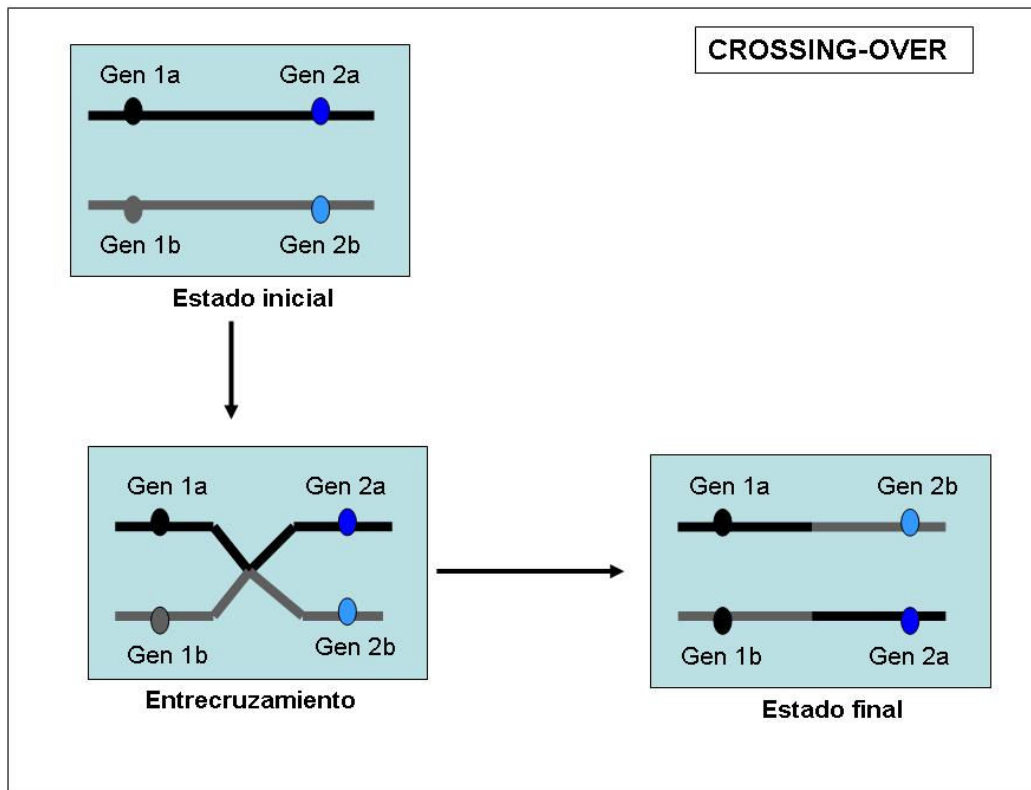 CROSSING-OVER
Gen 1a Gen 2a
Gen 1b Gen 2b
Estado inicial
Gen 1a Gen 2a
Gen 1b Gen 2b
Entrecruzamiento
Gen 1a Gen 2b
Gen 1b Gen 2a
Estado final